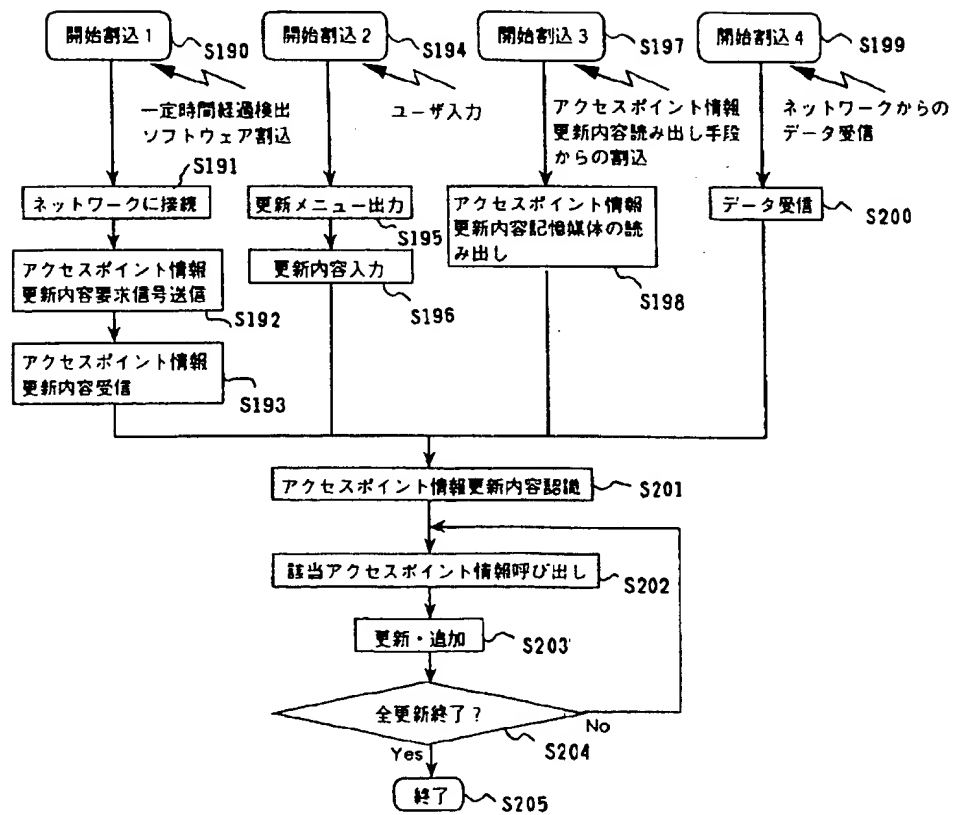 開始割込1
S190
開始割込2
S194
開始割込3
S197
開始割込4
S199
一定時間経過検出
ソフトウェア割込
ユーザ入力
アクセスポイント情報
更新内容読み出し手段
からの割込
ネットワークからの
データ受信
S191
ネットワークに接続
更新メニュー出力
S195
アクセスポイント情報
更新内容記憶媒体の読
み出し
S198
データ受信
S200
アクセスポイント情報
更新内容要求信号送信
S192
更新内容入力
S196
アクセスポイント情報
更新内容受信
S193
アクセスポイント情報更新内容認識
S201
該当アクセスポイント情報呼び出し
S202
更新・追加
S203
全更新終了?
No
S204
Yes
終了
S205